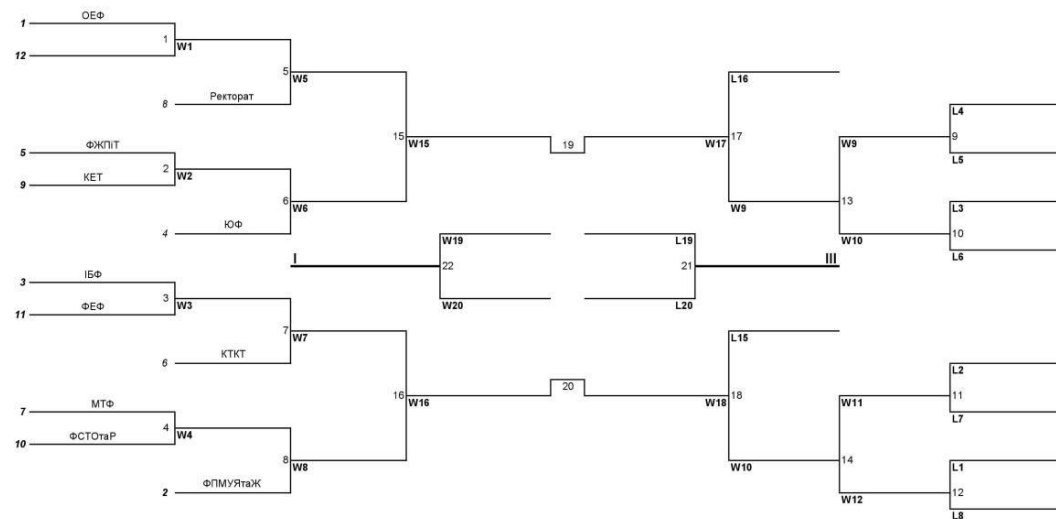 1 ОЕФ
1 W1
12
5 W5 L16
8 Ректорат L4
15 W15 19 W17 17 W9 9
5 ФЖПіТ L5
2 W2
9 КЕТ
6 W6 W9 13 L3
4 ЮФ W19 L19 W10 10
L6
I 22 21 III
3 ІБФ
3 W3 W20 L20
11 ФЕФ
7 W7 L15
6 КТКТ L2
16 W16 20 W18 18 W11 11
7 МТФ L7
4 W4
10 ФСТОтаР
8 W8 W10 14 L1
2 ФПМУЯтаЖ W12 12
L8